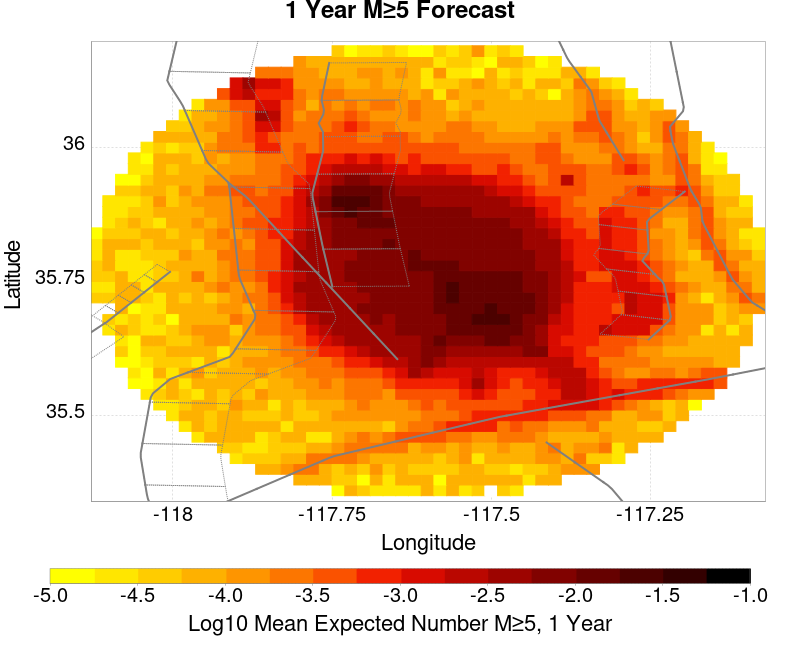 1 Year M≥5 Forecast
36
35.75
35.5
Latitude
-118 -117.75 -117.5 -117.25
Longitude
-5.0 -4.5 -4.0 -3.5 -3.0 -2.5 -2.0 -1.5 -1.0
Log10 Mean Expected Number M≥5, 1 Year